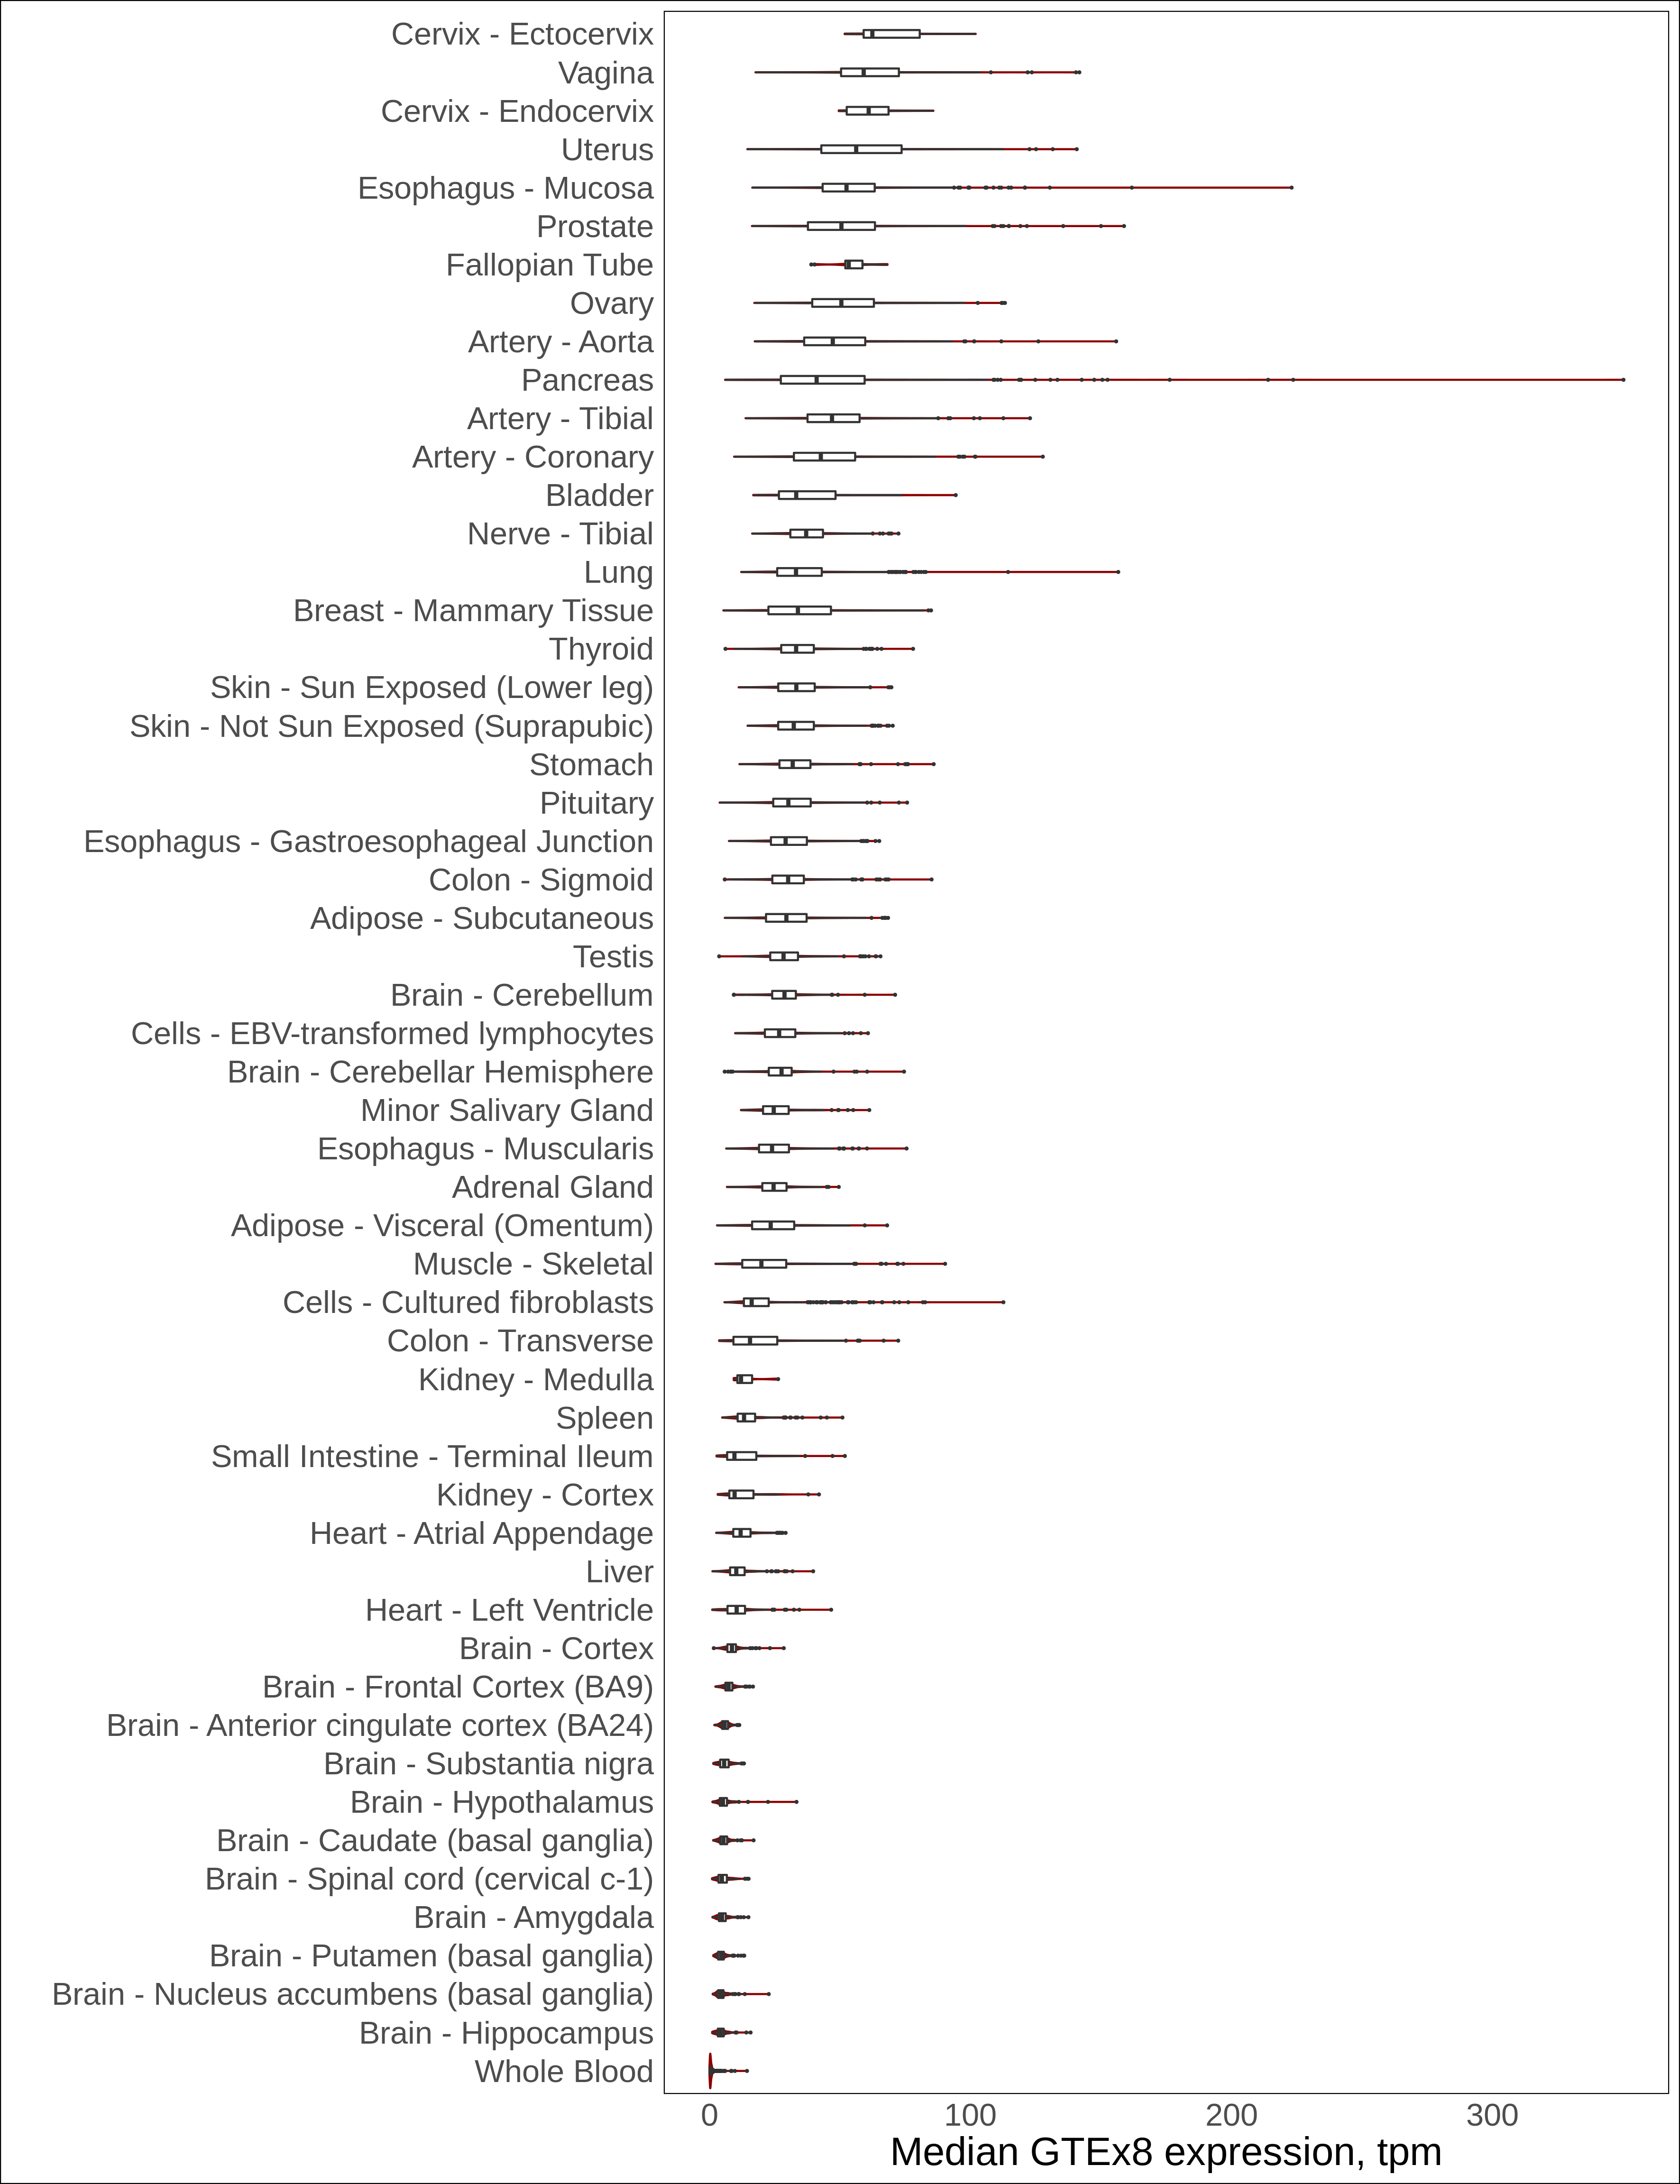 Cervix - Ectocervix
Vagina
Cervix - Endocervix
Uterus
Esophagus - Mucosa
Prostate
Fallopian Tube
Ovary
Artery - Aorta
Pancreas
Artery - Tibial
Artery - Coronary
Bladder
Nerve - Tibial
Lung
Breast - Mammary Tissue
Thyroid
Skin - Sun Exposed (Lower leg)
Skin - Not Sun Exposed (Suprapubic)
Stomach
Pituitary
Esophagus - Gastroesophageal Junction
Colon - Sigmoid
Adipose - Subcutaneous
Testis
Brain - Cerebellum
Cells - EBV-transformed lymphocytes
Brain - Cerebellar Hemisphere
Minor Salivary Gland
Esophagus - Muscularis
Adrenal Gland
Adipose - Visceral (Omentum)
Muscle - Skeletal
Cells - Cultured fibroblasts
Colon - Transverse
Kidney - Medulla
Spleen
Small Intestine - Terminal Ileum
Kidney - Cortex
Heart - Atrial Appendage
Liver
Heart - Left Ventricle
Brain - Cortex
Brain - Frontal Cortex (BA9)
Brain - Anterior cingulate cortex (BA24)
Brain - Substantia nigra
Brain - Hypothalamus
Brain - Caudate (basal ganglia)
Brain - Spinal cord (cervical c-1)
Brain - Amygdala
Brain - Putamen (basal ganglia)
Brain - Nucleus accumbens (basal ganglia)
Brain - Hippocampus
Whole Blood
0 100 200 300
Median GTEx8 expression, tpm